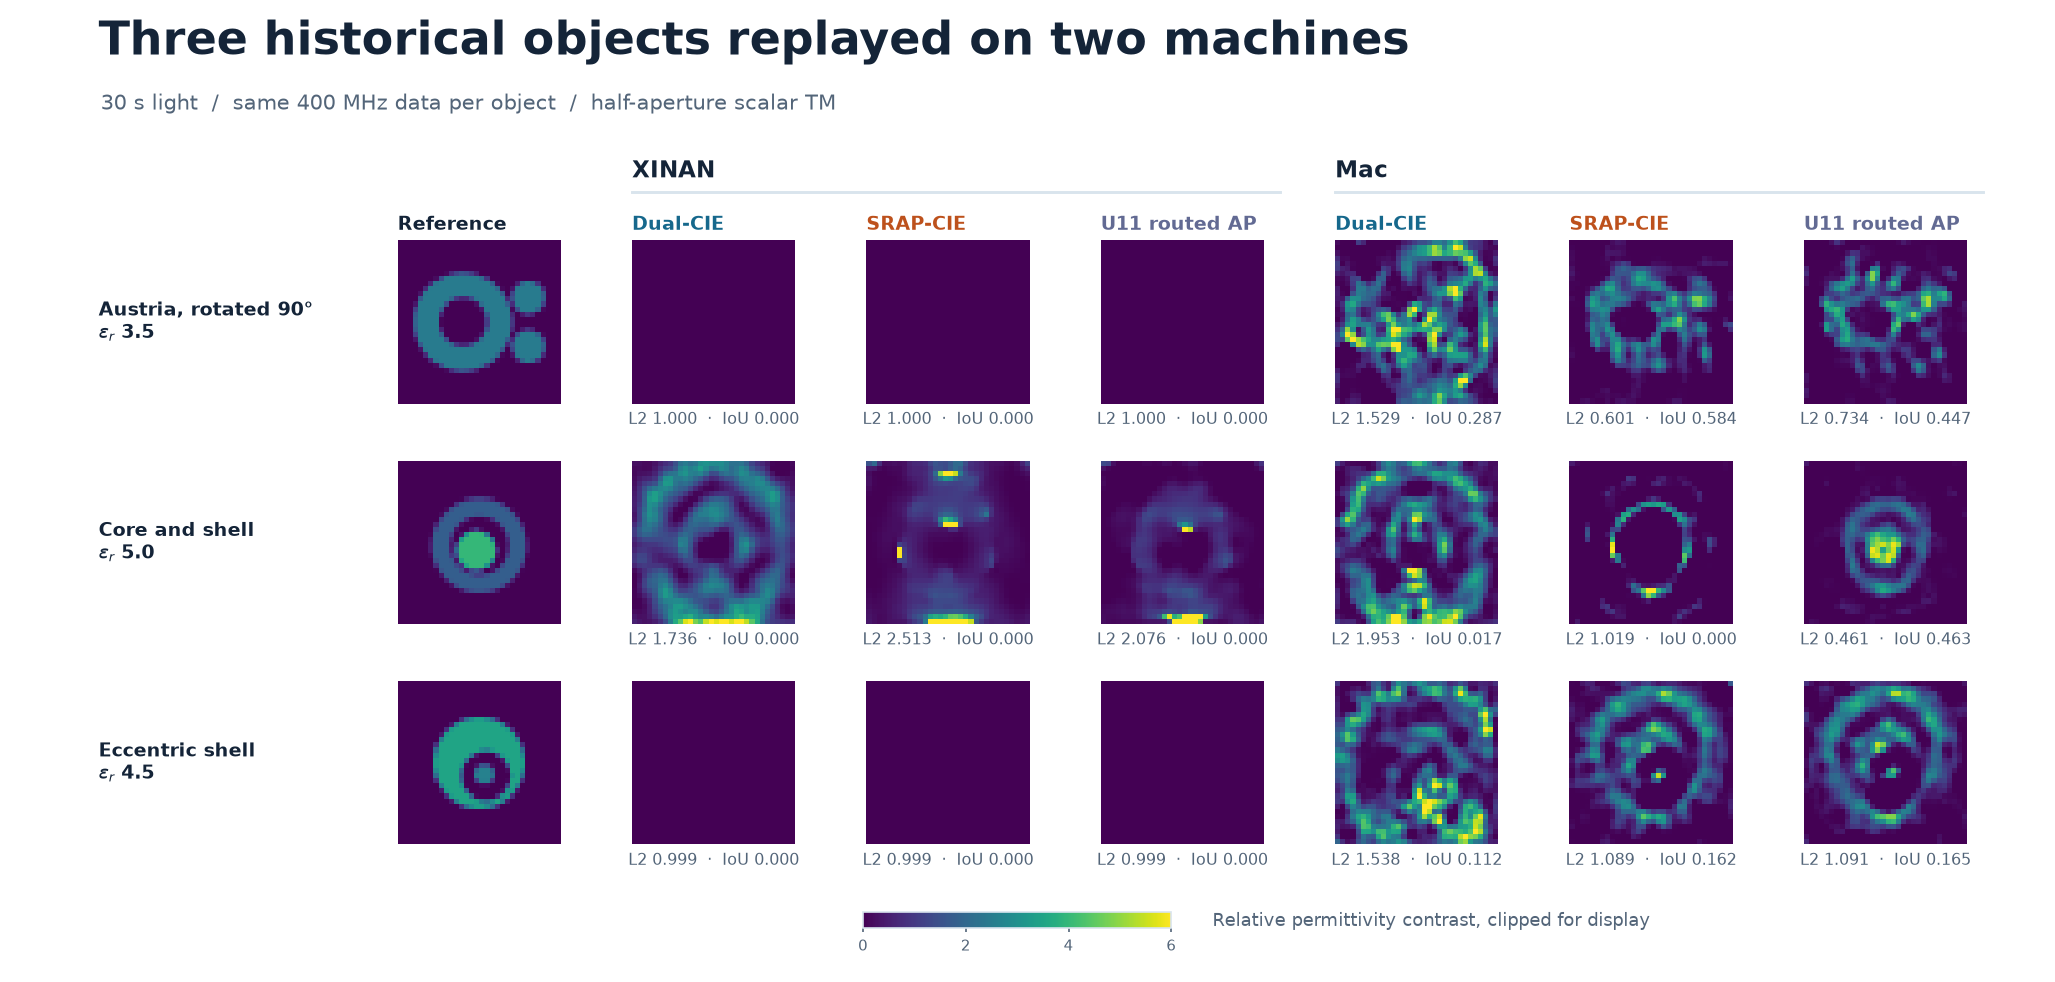 Three historical objects replayed on two machines
30 s light / same 400 MHz data per object / half-aperture scalar TM
XINAN
Mac
Reference
Dual-CIE
SRAP-CIE
U11 routed AP
Dual-CIE
SRAP-CIE
U11 routed AP
Austria, rotated 90°
εr 3.5
L2 1.000 · IoU 0.000
L2 1.000 · IoU 0.000
L2 1.000 · IoU 0.000
L2 1.529 · IoU 0.287
L2 0.601 · IoU 0.584
L2 0.734 · IoU 0.447
Core and shell
εr 5.0
L2 1.736 · IoU 0.000
L2 2.513 · IoU 0.000
L2 2.076 · IoU 0.000
L2 1.953 · IoU 0.017
L2 1.019 · IoU 0.000
L2 0.461 · IoU 0.463
Eccentric shell
εr 4.5
L2 0.999 · IoU 0.000
L2 0.999 · IoU 0.000
L2 0.999 · IoU 0.000
L2 1.538 · IoU 0.112
L2 1.089 · IoU 0.162
L2 1.091 · IoU 0.165
Relative permittivity contrast, clipped for display
0 2 4 6